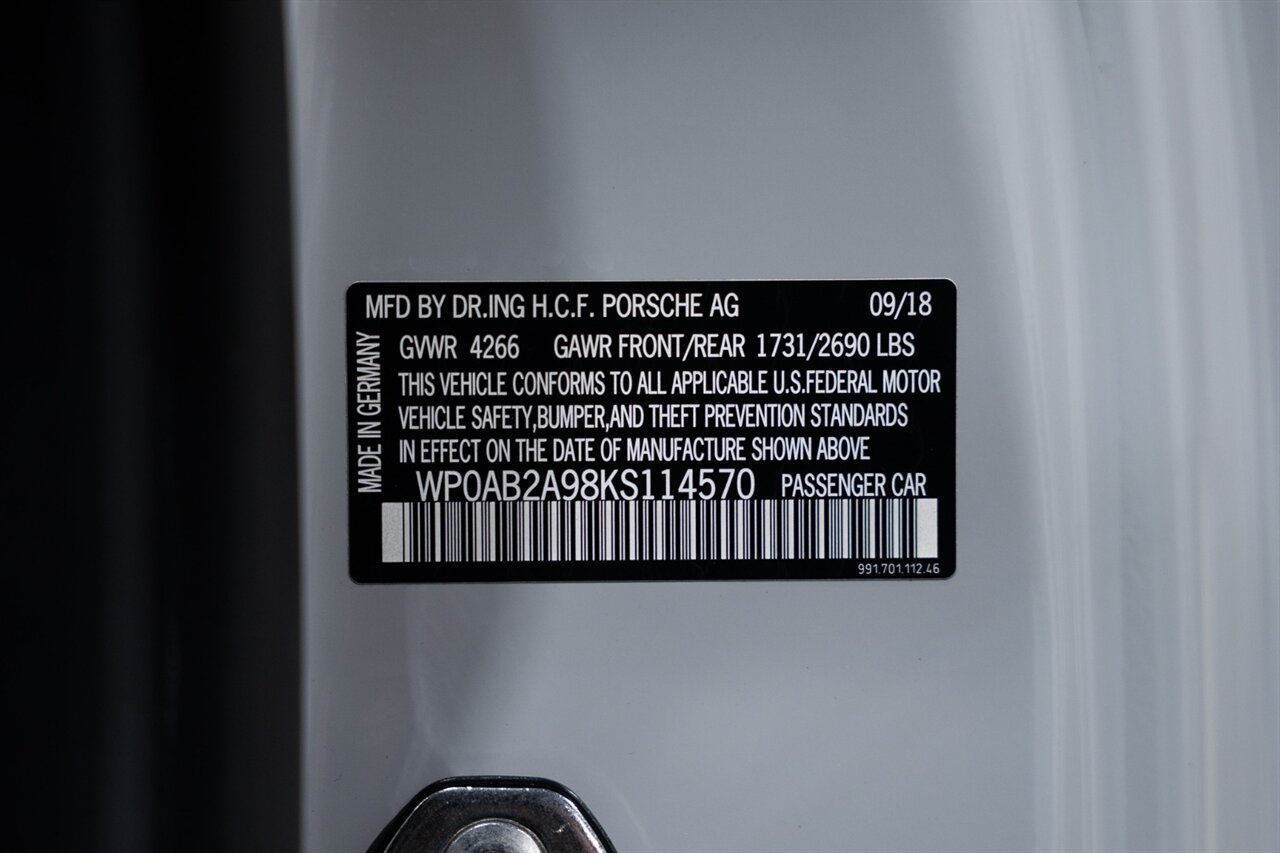 MFD BY DR.ING H.C.F. PORSCHE AG 09/18
MADE IN GERMANY
GVWR 4266 GAWR FRONT/REAR 1731/2690 LBS
THIS VEHICLE CONFORMS TO ALL APPLICABLE U.S.FEDERAL MOTOR
VEHICLE SAFETY,BUMPER,AND THEFT PREVENTION STANDARDS
IN EFFECT ON THE DATE OF MANUFACTURE SHOWN ABOVE
WP0AB2A98KS114570 PASSENGER CAR
991.701.112.46